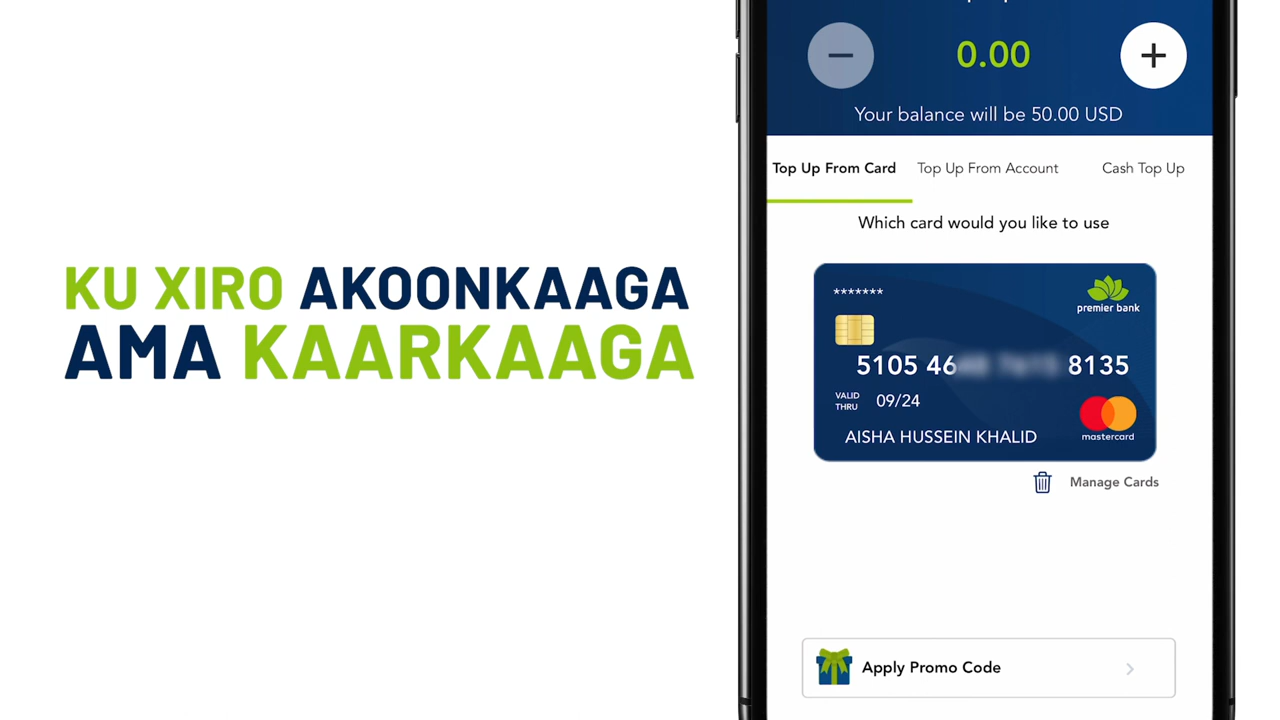 KU XIRO AKOONKAAGA
AMA KAARKAAGA
0.00
Your balance will be 50.00 USD
Top Up From Card
Top Up From Account
Cash Top Up
Which card would you like to use
*******
premier bank
5105 46 8135
VALID
THRU
09/24
AISHA HUSSEIN KHALID
mastercard
Manage Cards
Apply Promo Code